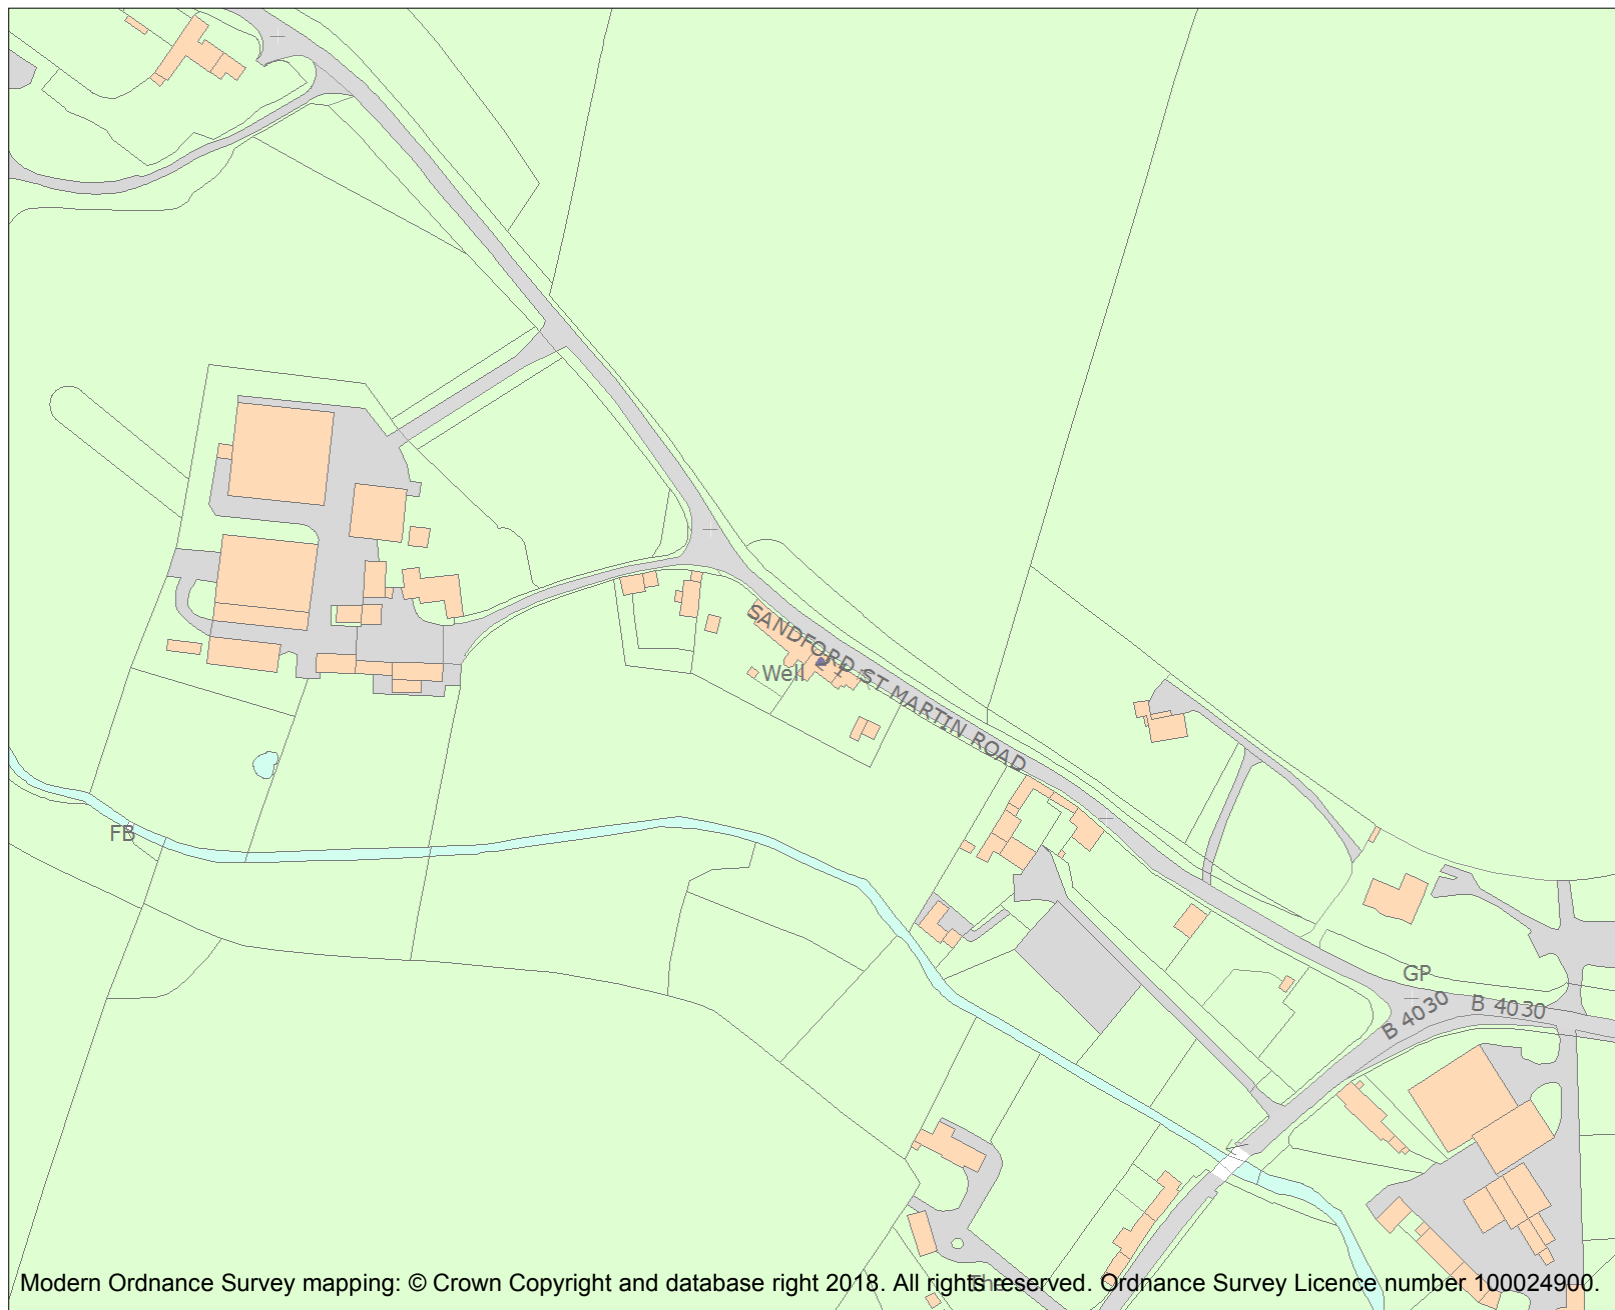 SANDFORD ST MARTIN ROAD
Well
FB
GP
B 4030
B 4030
The
Modern Ordnance Survey mapping: © Crown Copyright and database right 2018. All rights reserved. Ordnance Survey Licence number 100024900.